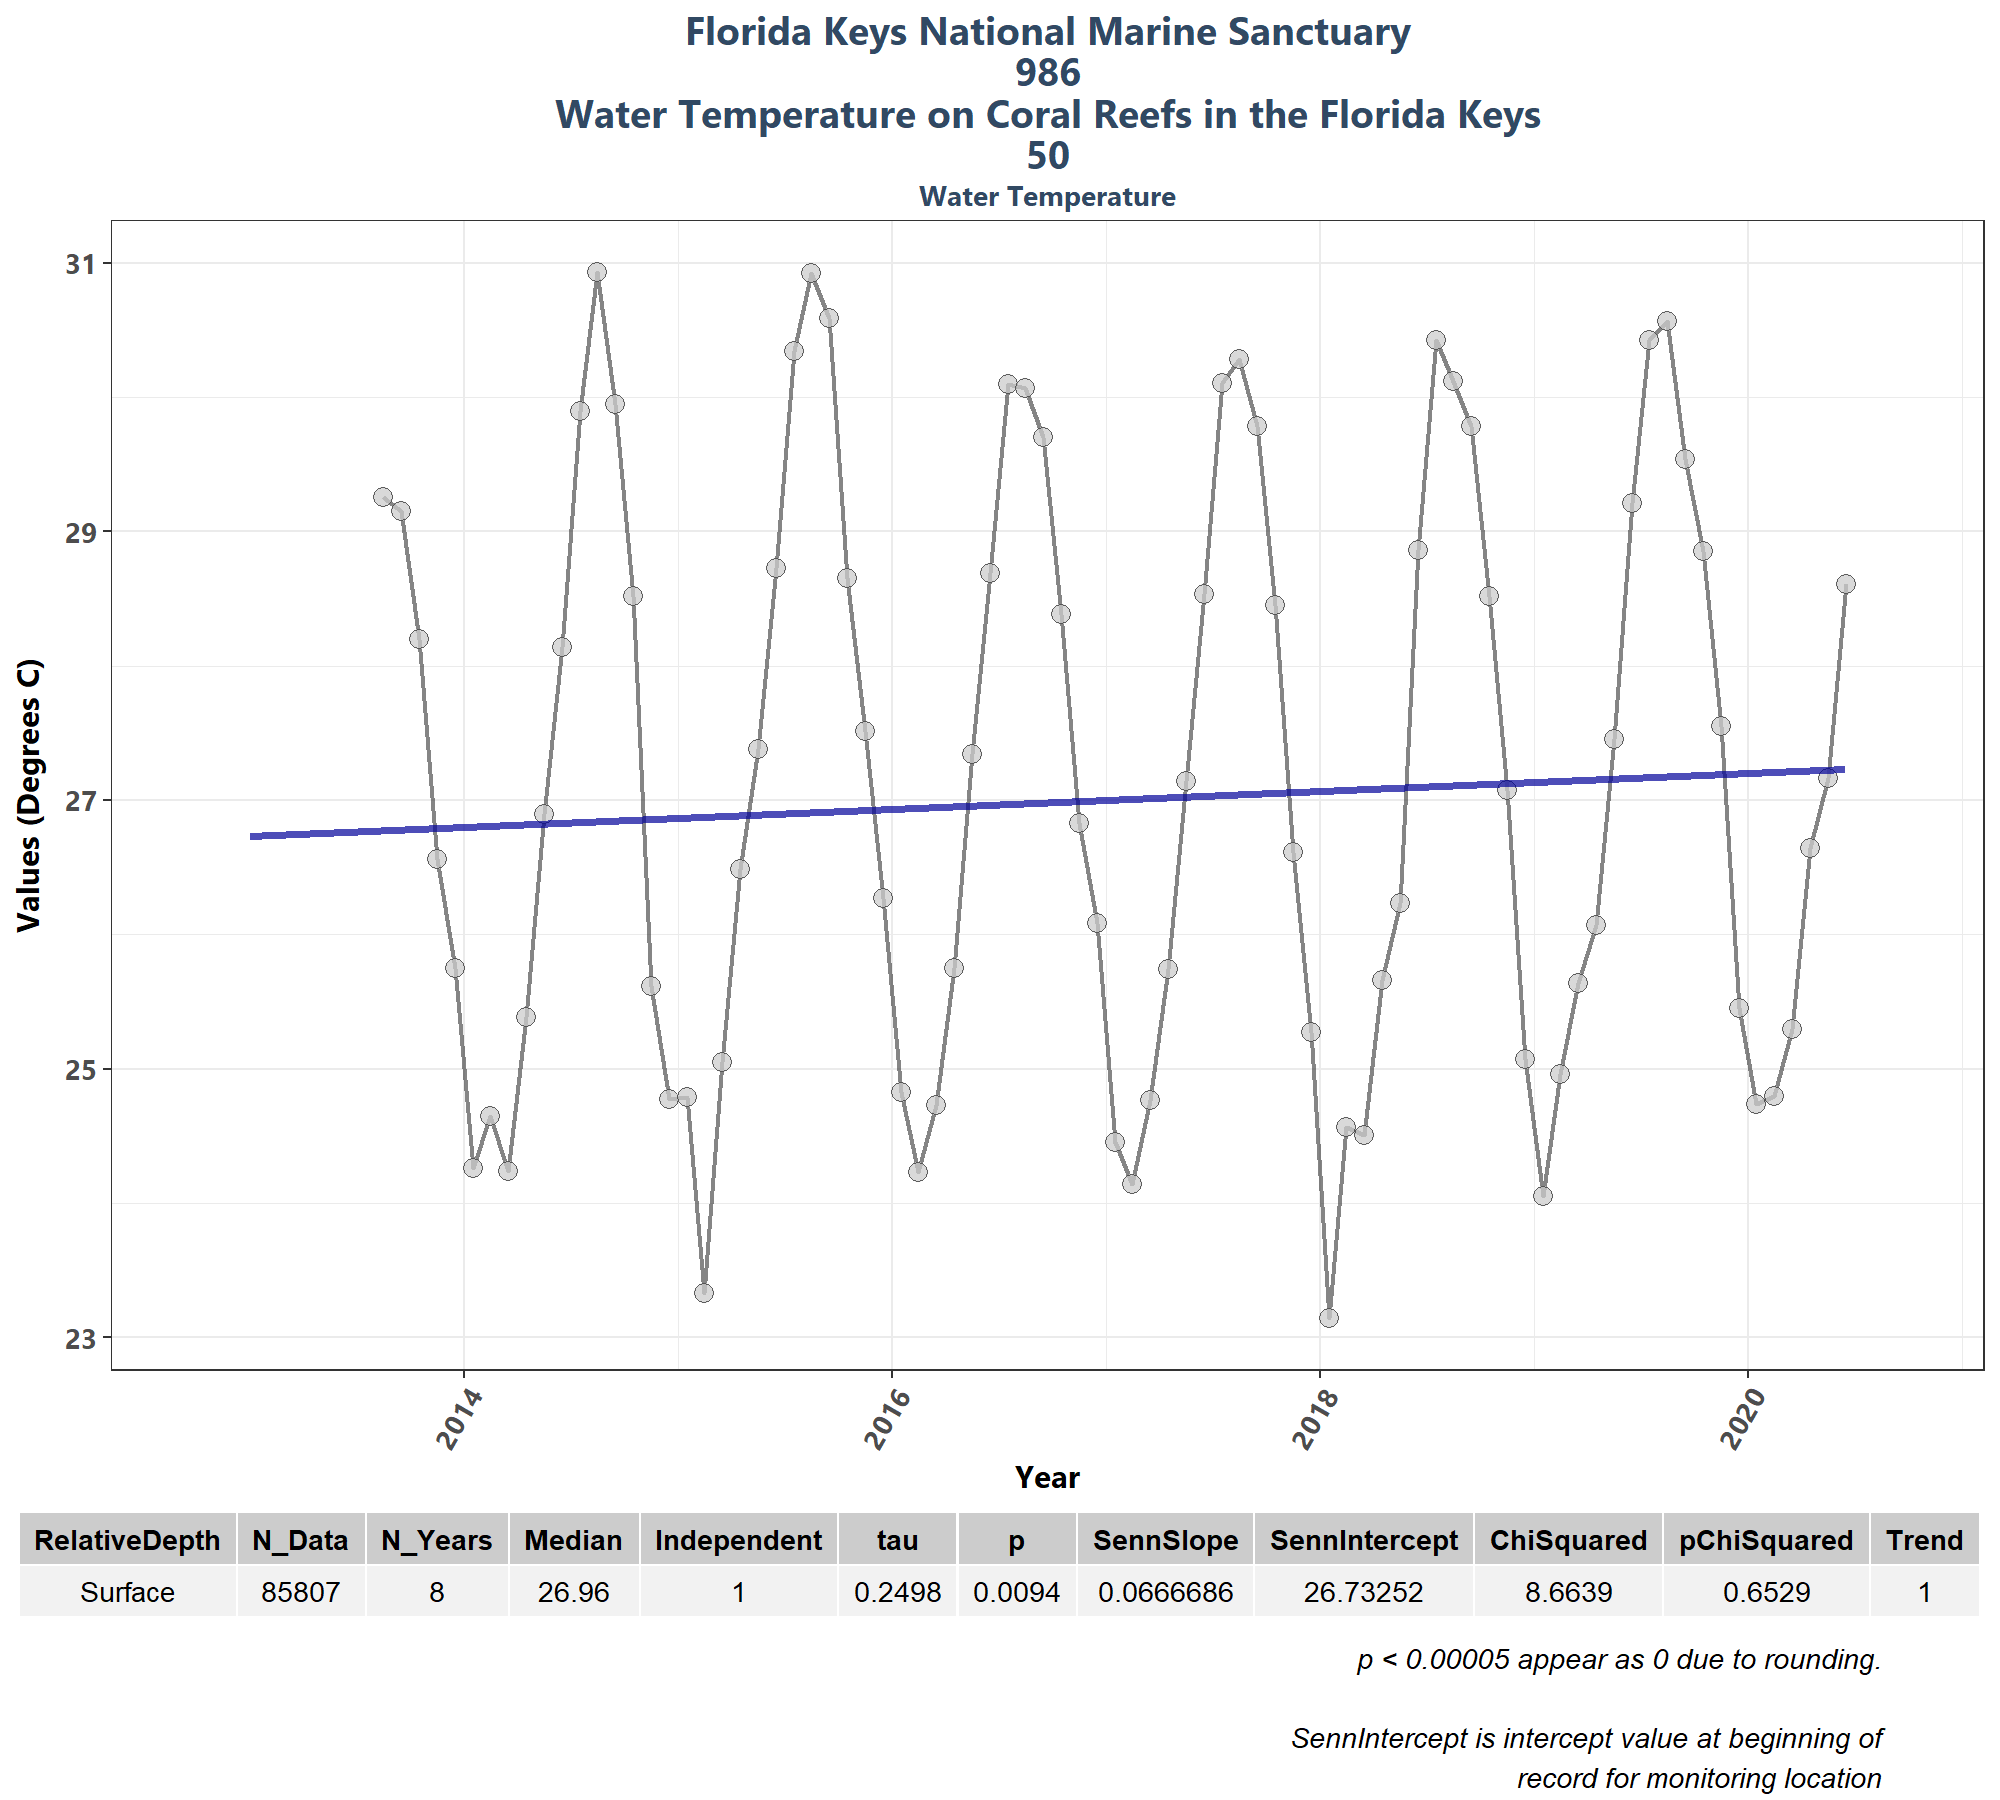 Florida Keys National Marine Sanctuary
986
Water Temperature on Coral Reefs in the Florida Keys
50
Water Temperature
31
29
27
25
23
Values (Degrees C)
2014 2016 2018 2020
Year
RelativeDepth N_Data N_Years Median Independent tau p SennSlope SennIntercept ChiSquared pChiSquared Trend
Surface 85807 8 26.96 1 0.2498 0.0094 0.0666686 26.73252 8.6639 0.6529 1
p < 0.00005 appear as 0 due to rounding.
SennIntercept is intercept value at beginning of
record for monitoring location